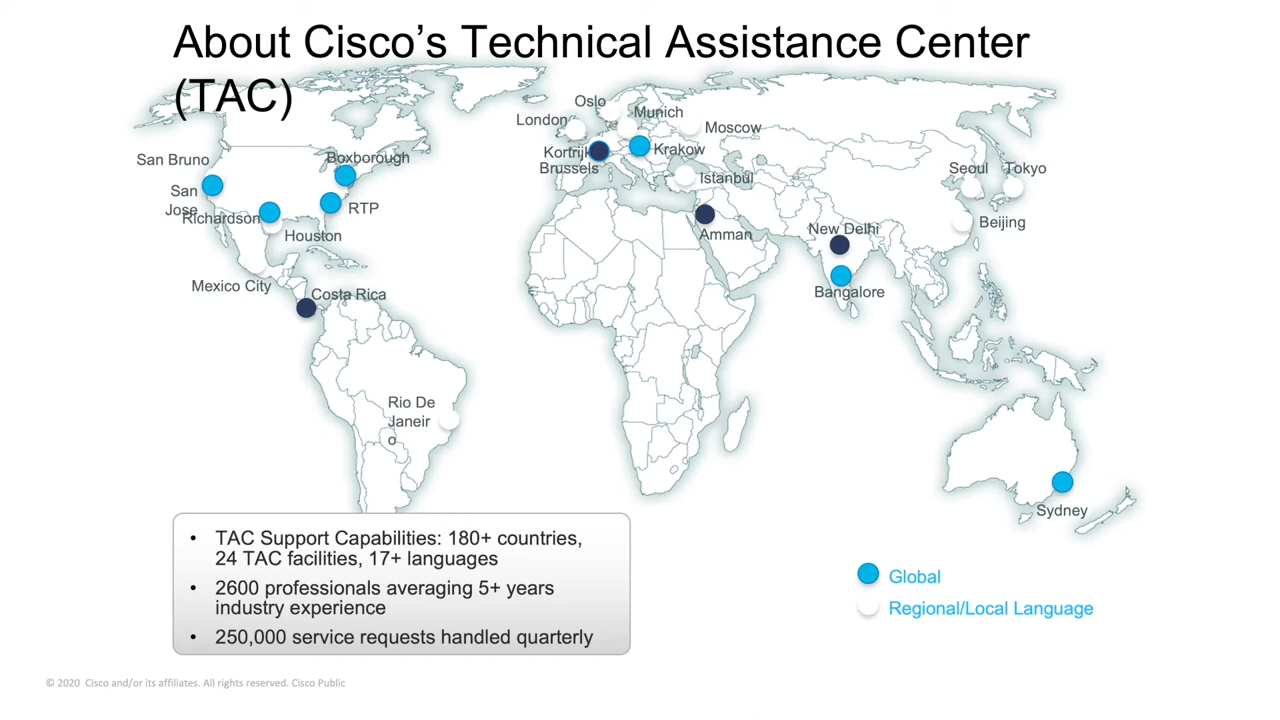 About Cisco’s Technical Assistance Center
(TAC)
Oslo
Munich
London
Moscow
Kortrijk
Krakow
Brussels
Istanbul
San Bruno
Boxborough
Seoul
Tokyo
San
Jose
Richardson
RTP
Houston
Amman
New Delhi
Beijing
Mexico City
Costa Rica
Bangalore
Rio De
Janeir
o
Sydney
• TAC Support Capabilities: 180+ countries,
24 TAC facilities, 17+ languages
• 2600 professionals averaging 5+ years
industry experience
• 250,000 service requests handled quarterly
Global
Regional/Local Language
© 2020 Cisco and/or its affiliates. All rights reserved. Cisco Public